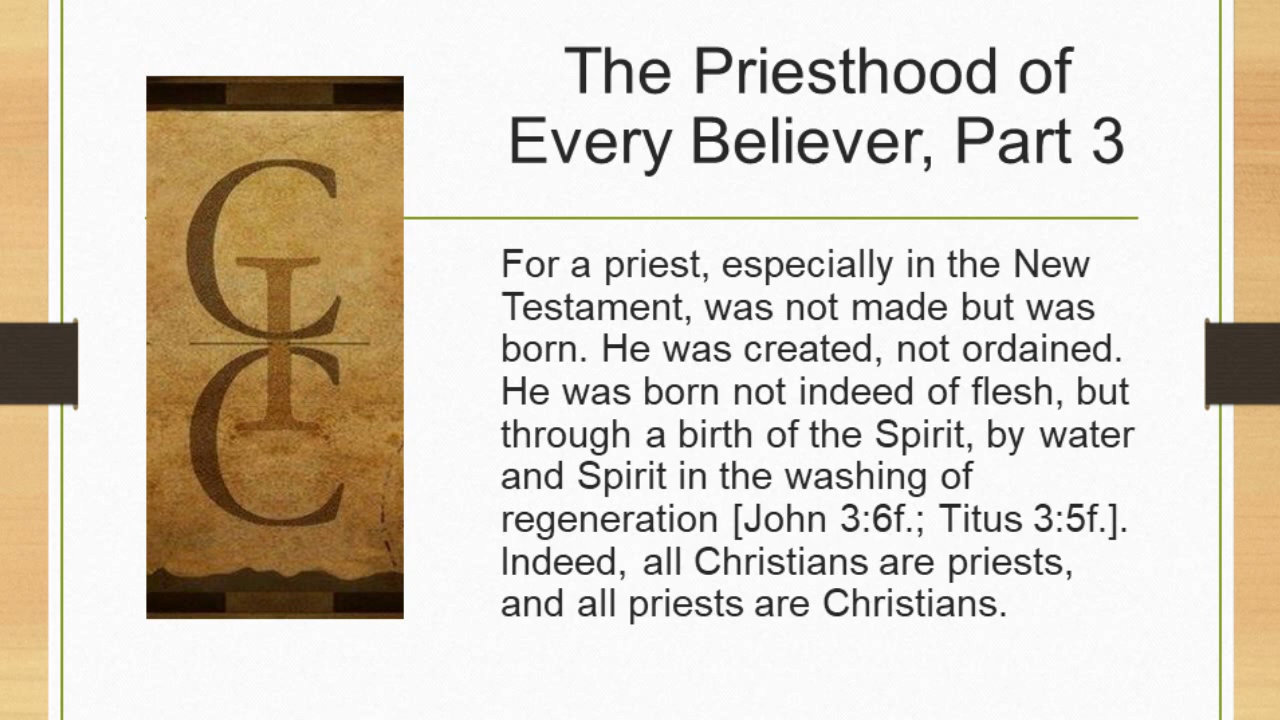 The Priesthood of
Every Believer, Part 3
C
I
C
For a priest, especially in the New
Testament, was not made but was
born. He was created, not ordained.
He was born not indeed of flesh, but
through a birth of the Spirit, by water
and Spirit in the washing of
regeneration [John 3:6f.; Titus 3:5f.].
Indeed, all Christians are priests,
and all priests are Christians.